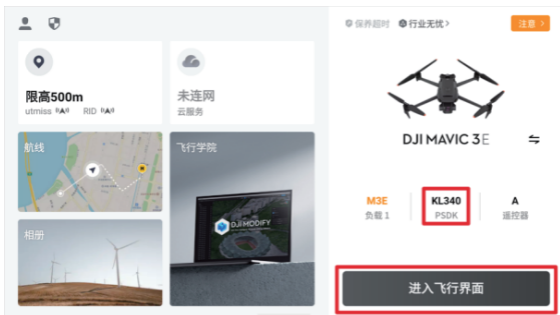 保养超时 行业无忧>
注意 >
限高500m
utmiss RID
未连网
云服务
航线
飞行学院
DJI MODIFY
相册
DJI MAVIC 3E
M3E
负载 1
KL340
PSDK
A
遥控器
进入飞行界面